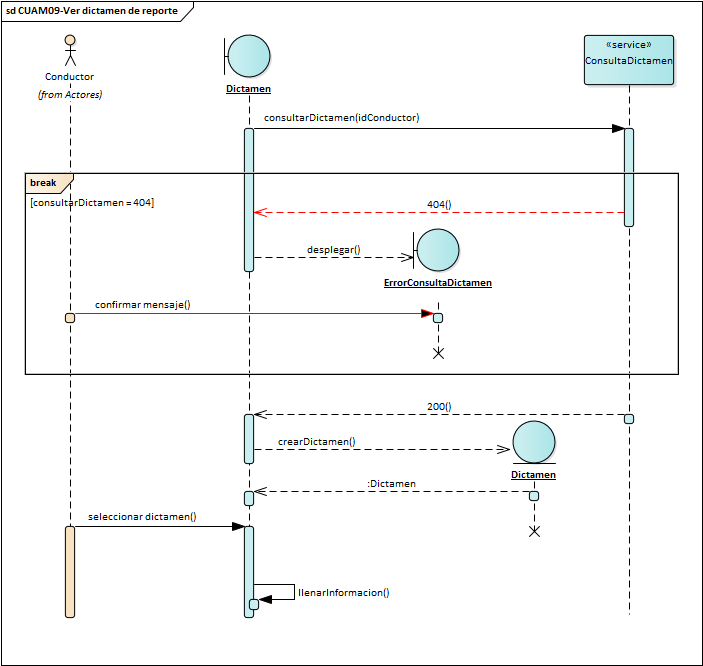 sd CUAM09-Ver dictamen de reporte
Conductor
(from Actores)
Dictamen
«service»
ConsultaDictamen
consultarDictamen(idConductor)
break
[consultarDictamen = 404]
404()
desplegar()
ErrorConsultaDictamen
confirmar mensaje()
200()
crearDictamen()
Dictamen
:Dictamen
seleccionar dictamen()
llenarInformacion()